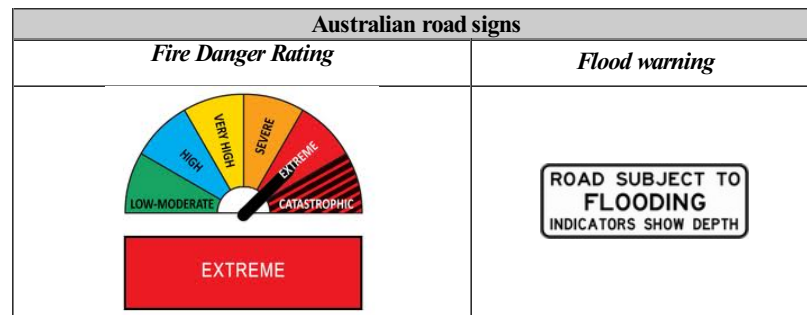 Australian road signs
Fire Danger Rating
Flood warning
LOW-MODERATE
HIGH
VERY HIGH
SEVERE
EXTREME
CATASTROPHIC
EXTREME
ROAD SUBJECT TO
FLOODING
INDICATORS SHOW DEPTH